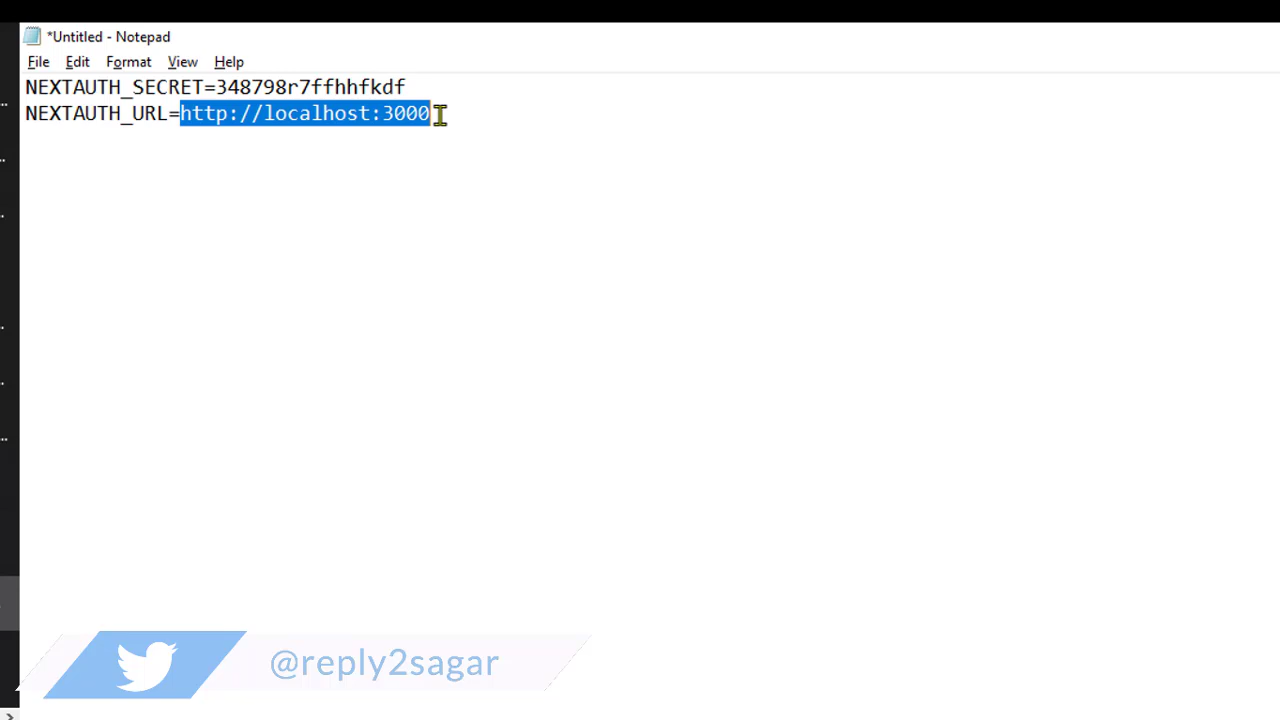 *Untitled - Notepad
File Edit Format View Help
NEXTAUTH_SECRET=348798r7ffhhfkdf
NEXTAUTH_URL=http://localhost:3000
@reply2sagar